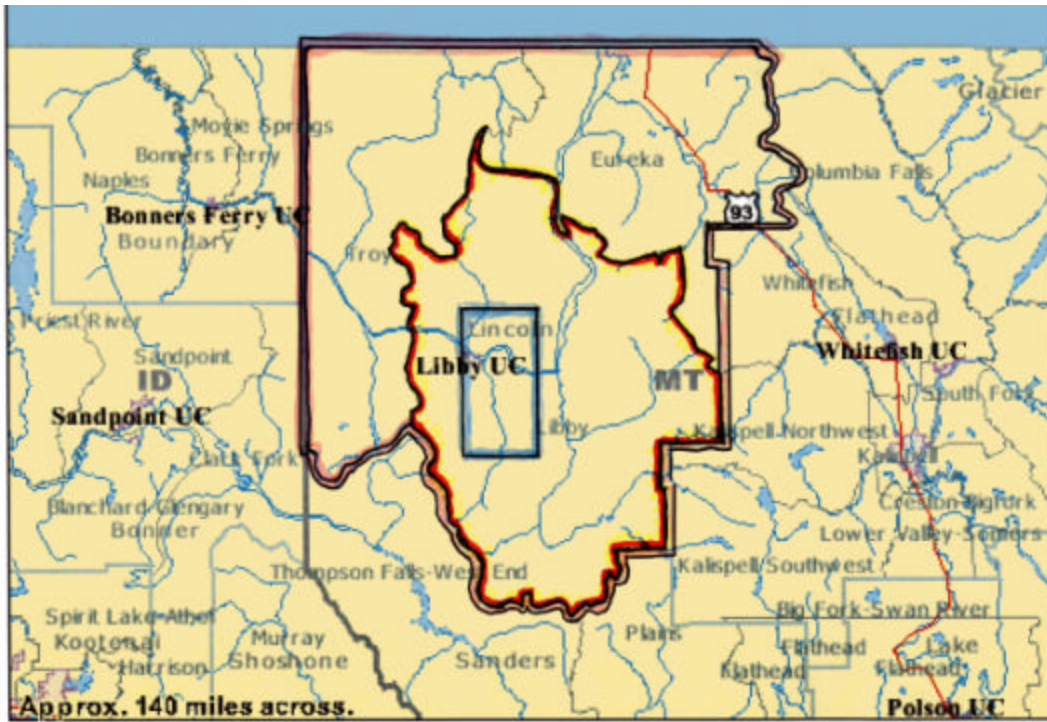 Glacier
Moyie Springs
Bonners Ferry
Eureka
Columbia Falls
Naples
Bonners Ferry UC
93
Boundary
Troy
Whitefish
Priest River
Lincoln
Flathead
Sandpoint
Libby UC
Whitefish UC
ID
MT
South Fork
Sandpoint UC
Libby
Kalispell Northwest
Clark Fork
Kalispell
Blanchard-Glengary
Creston-Bigfork
Bonner
Lower Valley-Somers
Thompson Falls-West End
Kalispell Southwest
Spirit Lake-Athol
Big Fork-Swan River
Kootenai
Murray
Plains
Flathead
Lake
Harrison
Shoshone
Sanders
Flathead
Flathead
Approx. 140 miles across.
Polson UC